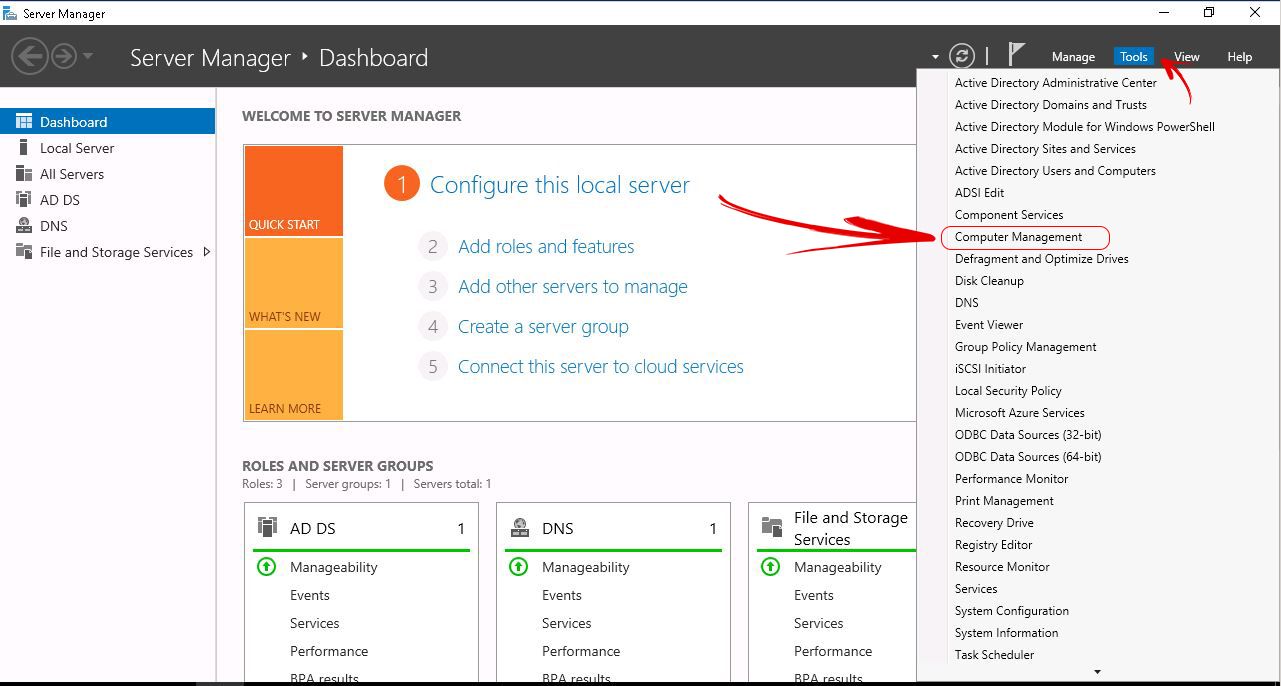 Server Manager
Server Manager ‣ Dashboard
Manage Tools View Help
Dashboard
Local Server
All Servers
AD DS
DNS
File and Storage Services
WELCOME TO SERVER MANAGER
QUICK START
WHAT'S NEW
LEARN MORE
1 Configure this local server
2 Add roles and features
3 Add other servers to manage
4 Create a server group
5 Connect this server to cloud services
ROLES AND SERVER GROUPS
Roles: 3 | Server groups: 1 | Servers total: 1
AD DS 1
Manageability
Events
Services
Performance
BPA results
DNS 1
Manageability
Events
Services
Performance
BPA results
File and Storage
Services
Manageability
Events
Services
Performance
BPA results
Active Directory Administrative Center
Active Directory Domains and Trusts
Active Directory Module for Windows PowerShell
Active Directory Sites and Services
Active Directory Users and Computers
ADSI Edit
Component Services
Computer Management
Defragment and Optimize Drives
Disk Cleanup
DNS
Event Viewer
Group Policy Management
iSCSI Initiator
Local Security Policy
Microsoft Azure Services
ODBC Data Sources (32-bit)
ODBC Data Sources (64-bit)
Performance Monitor
Print Management
Recovery Drive
Registry Editor
Resource Monitor
Services
System Configuration
System Information
Task Scheduler